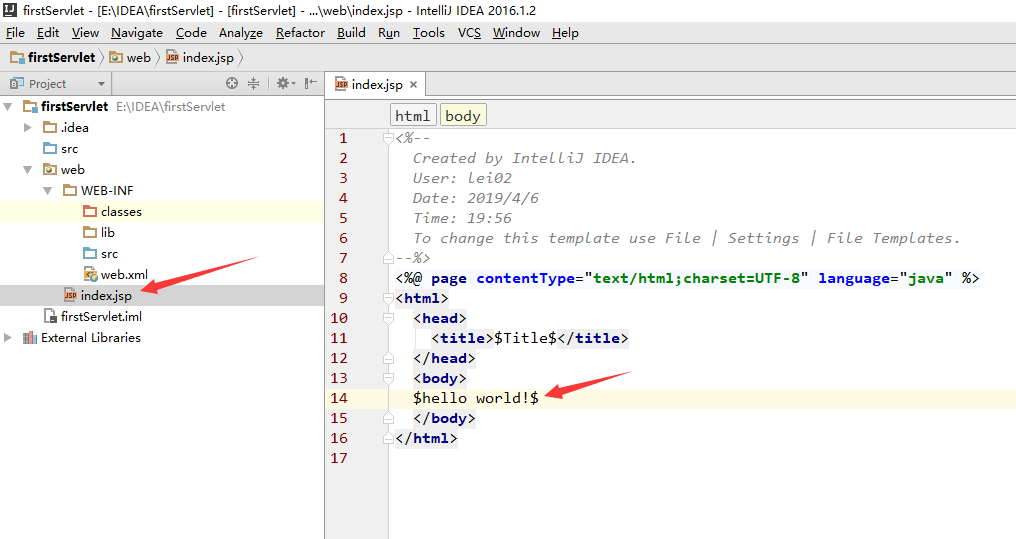 firstServlet - [E:\IDEA\firstServlet] - [firstServlet] - ...\web\index.jsp - IntelliJ IDEA 2016.1.2
File Edit View Navigate Code Analyze Refactor Build Run Tools VCS Window Help
firstServlet web index.jsp
Project
index.jsp
firstServlet E:\IDEA\firstServlet
.idea
src
web
WEB-INF
classes
lib
src
web.xml
index.jsp
firstServlet.iml
External Libraries
html body
1 <%--
2 Created by IntelliJ IDEA.
3 User: lei02
4 Date: 2019/4/6
5 Time: 19:56
6 To change this template use File | Settings | File Templates.
7 --%>
8 <%@ page contentType="text/html;charset=UTF-8" language="java" %>
9 <html>
10 <head>
11 <title>$Title$</title>
12 </head>
13 <body>
14 $hello world!$
15 </body>
16 </html>
17